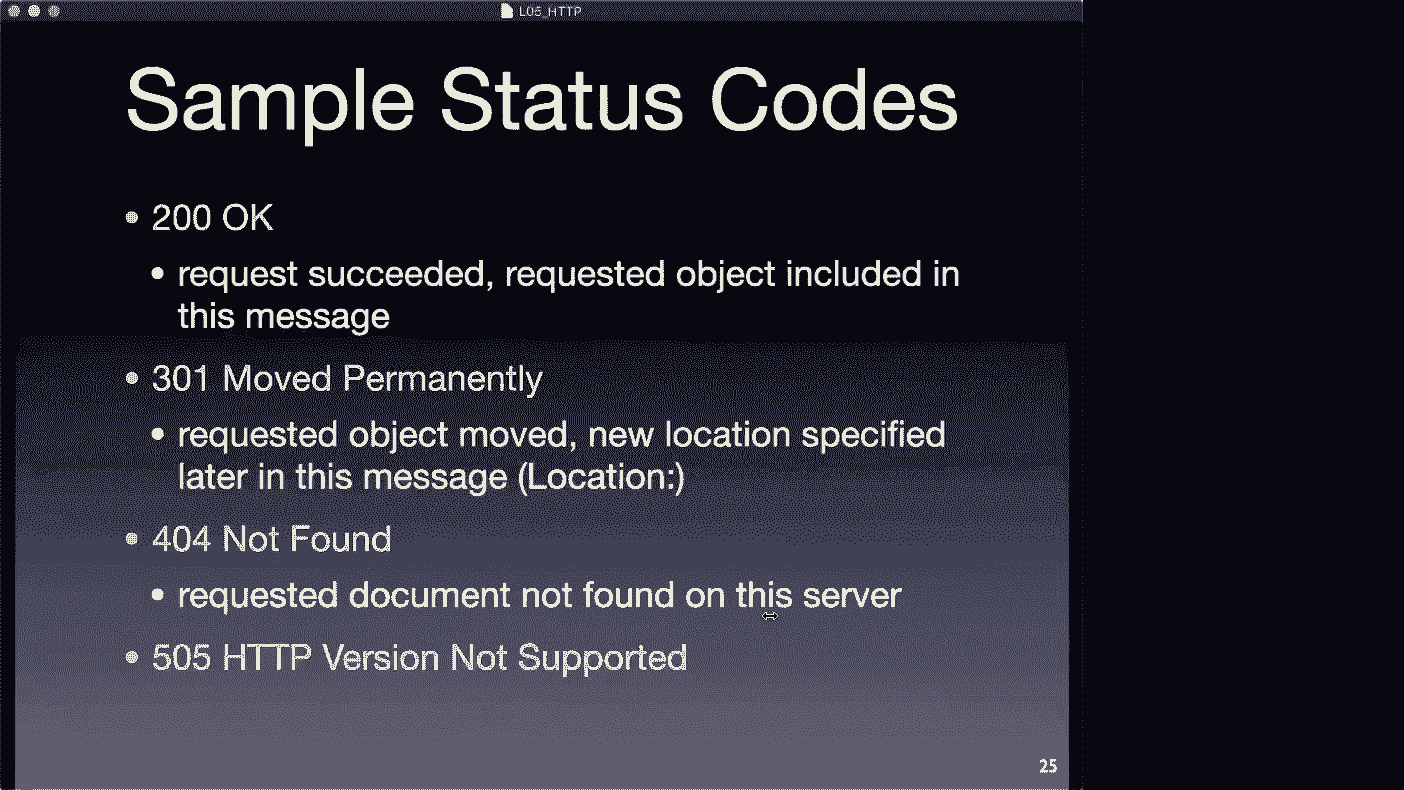 L05_HTTP
Sample Status Codes
• 200 OK
• request succeeded, requested object included in
this message
• 301 Moved Permanently
• requested object moved, new location specified
later in this message (Location:)
• 404 Not Found
• requested document not found on this server
• 505 HTTP Version Not Supported
25